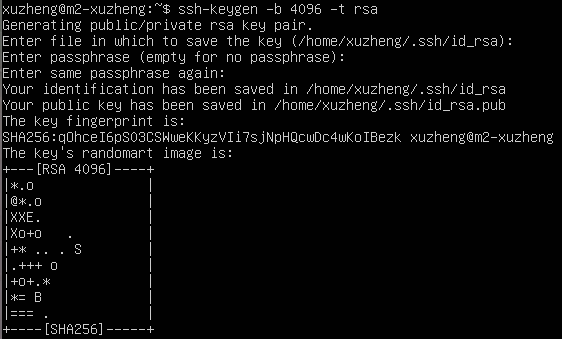 xuzheng@m2-xuzheng:~$ ssh-keygen -b 4096 -t rsa
Generating public/private rsa key pair.
Enter file in which to save the key (/home/xuzheng/.ssh/id_rsa):
Enter passphrase (empty for no passphrase):
Enter same passphrase again:
Your identification has been saved in /home/xuzheng/.ssh/id_rsa
Your public key has been saved in /home/xuzheng/.ssh/id_rsa.pub
The key fingerprint is:
SHA256:qOhceI6pS03CSWweKKyzVIi7sjNpHQcwDc4wKoIBezk xuzheng@m2-xuzheng
The key's randomart image is:
+---[RSA 4096]----+
|*.o              |
|@*.o             |
|XXE.             |
|Xo+o   .         |
|+* .. . S        |
|.+++ o           |
|+o+.*            |
|*= B             |
|=== .            |
+----[SHA256]-----+